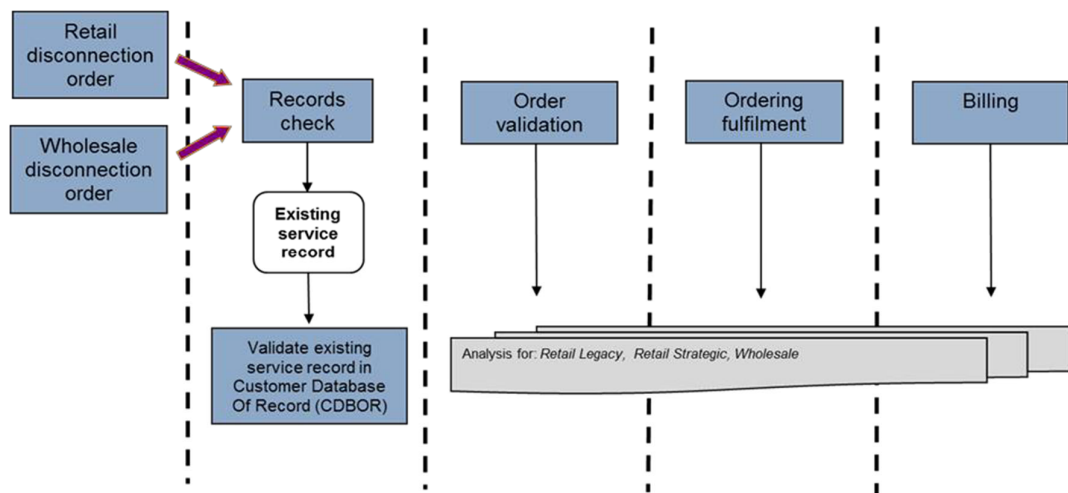 Retail
disconnection
order
Wholesale
disconnection
order
Records
check
Existing
service
record
Validate existing
service record in
Customer Database
Of Record (CDBOR)
Order
validation
Ordering
fulfilment
Billing
Analysis for: Retail Legacy, Retail Strategic, Wholesale